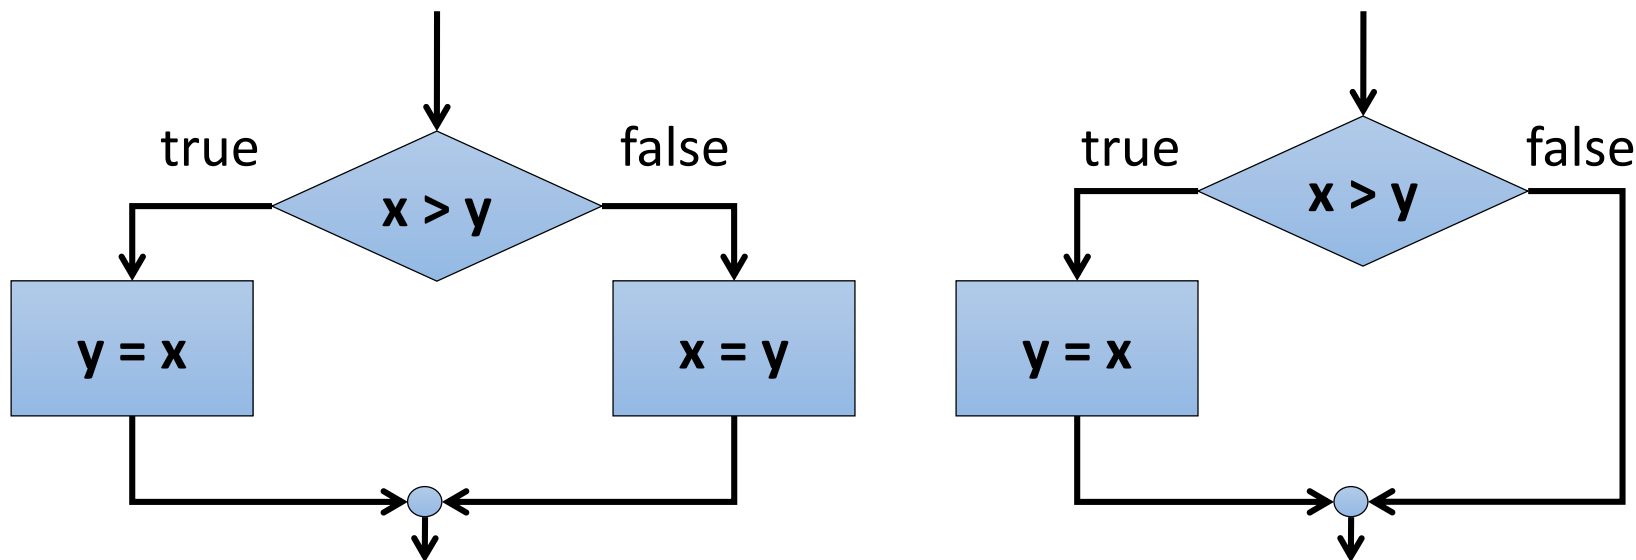 true
false
x > y
y = x
x = y
true
false
x > y
y = x